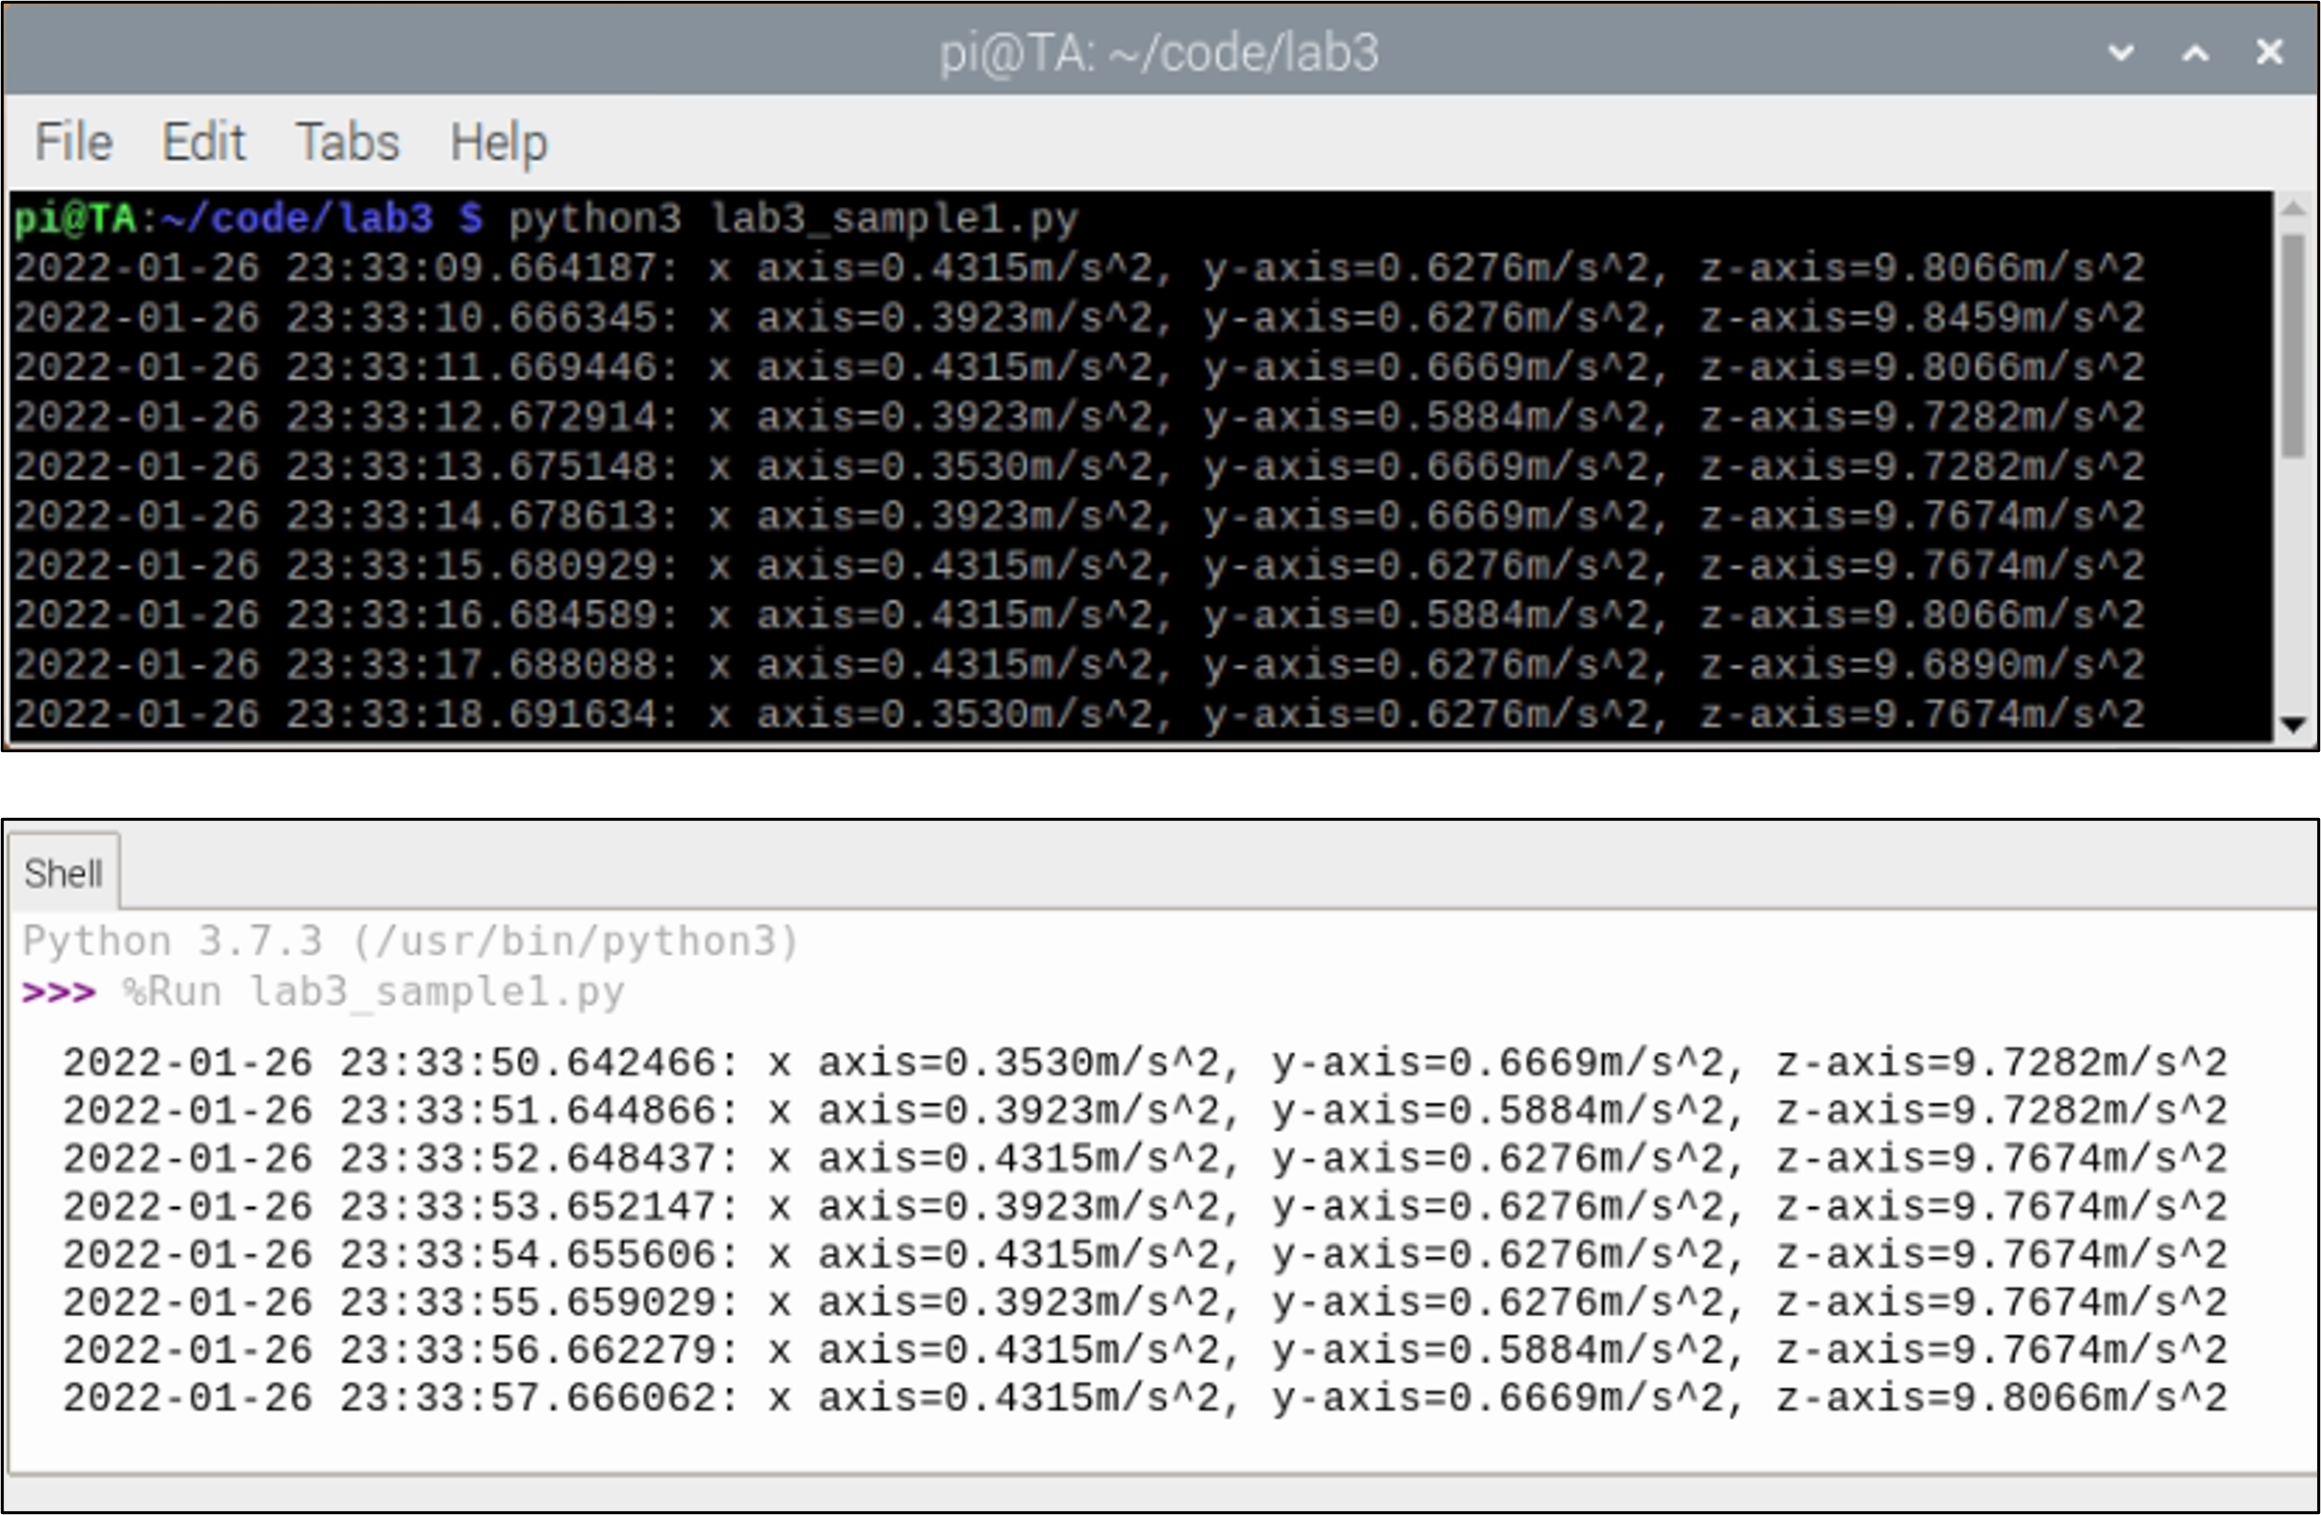 pi@TA: ~/code/lab3
File Edit Tabs Help
pi@TA:~/code/lab3 $ python3 lab3_sample1.py
2022-01-26 23:33:09.664187: x axis=0.4315m/s^2, y-axis=0.6276m/s^2, z-axis=9.8066m/s^2
2022-01-26 23:33:10.666345: x axis=0.3923m/s^2, y-axis=0.6276m/s^2, z-axis=9.8459m/s^2
2022-01-26 23:33:11.669446: x axis=0.4315m/s^2, y-axis=0.6669m/s^2, z-axis=9.8066m/s^2
2022-01-26 23:33:12.672914: x axis=0.3923m/s^2, y-axis=0.5884m/s^2, z-axis=9.7282m/s^2
2022-01-26 23:33:13.675148: x axis=0.3530m/s^2, y-axis=0.6669m/s^2, z-axis=9.7282m/s^2
2022-01-26 23:33:14.678613: x axis=0.3923m/s^2, y-axis=0.6669m/s^2, z-axis=9.7674m/s^2
2022-01-26 23:33:15.680929: x axis=0.4315m/s^2, y-axis=0.6276m/s^2, z-axis=9.7674m/s^2
2022-01-26 23:33:16.684589: x axis=0.4315m/s^2, y-axis=0.5884m/s^2, z-axis=9.8066m/s^2
2022-01-26 23:33:17.688088: x axis=0.4315m/s^2, y-axis=0.6276m/s^2, z-axis=9.6890m/s^2
2022-01-26 23:33:18.691634: x axis=0.3530m/s^2, y-axis=0.6276m/s^2, z-axis=9.7674m/s^2
Shell
Python 3.7.3 (/usr/bin/python3)
>>> %Run lab3_sample1.py
2022-01-26 23:33:50.642466: x axis=0.3530m/s^2, y-axis=0.6669m/s^2, z-axis=9.7282m/s^2
2022-01-26 23:33:51.644866: x axis=0.3923m/s^2, y-axis=0.5884m/s^2, z-axis=9.7282m/s^2
2022-01-26 23:33:52.648437: x axis=0.4315m/s^2, y-axis=0.6276m/s^2, z-axis=9.7674m/s^2
2022-01-26 23:33:53.652147: x axis=0.3923m/s^2, y-axis=0.6276m/s^2, z-axis=9.7674m/s^2
2022-01-26 23:33:54.655606: x axis=0.4315m/s^2, y-axis=0.6276m/s^2, z-axis=9.7674m/s^2
2022-01-26 23:33:55.659029: x axis=0.3923m/s^2, y-axis=0.6276m/s^2, z-axis=9.7674m/s^2
2022-01-26 23:33:56.662279: x axis=0.4315m/s^2, y-axis=0.5884m/s^2, z-axis=9.7674m/s^2
2022-01-26 23:33:57.666062: x axis=0.4315m/s^2, y-axis=0.6669m/s^2, z-axis=9.8066m/s^2